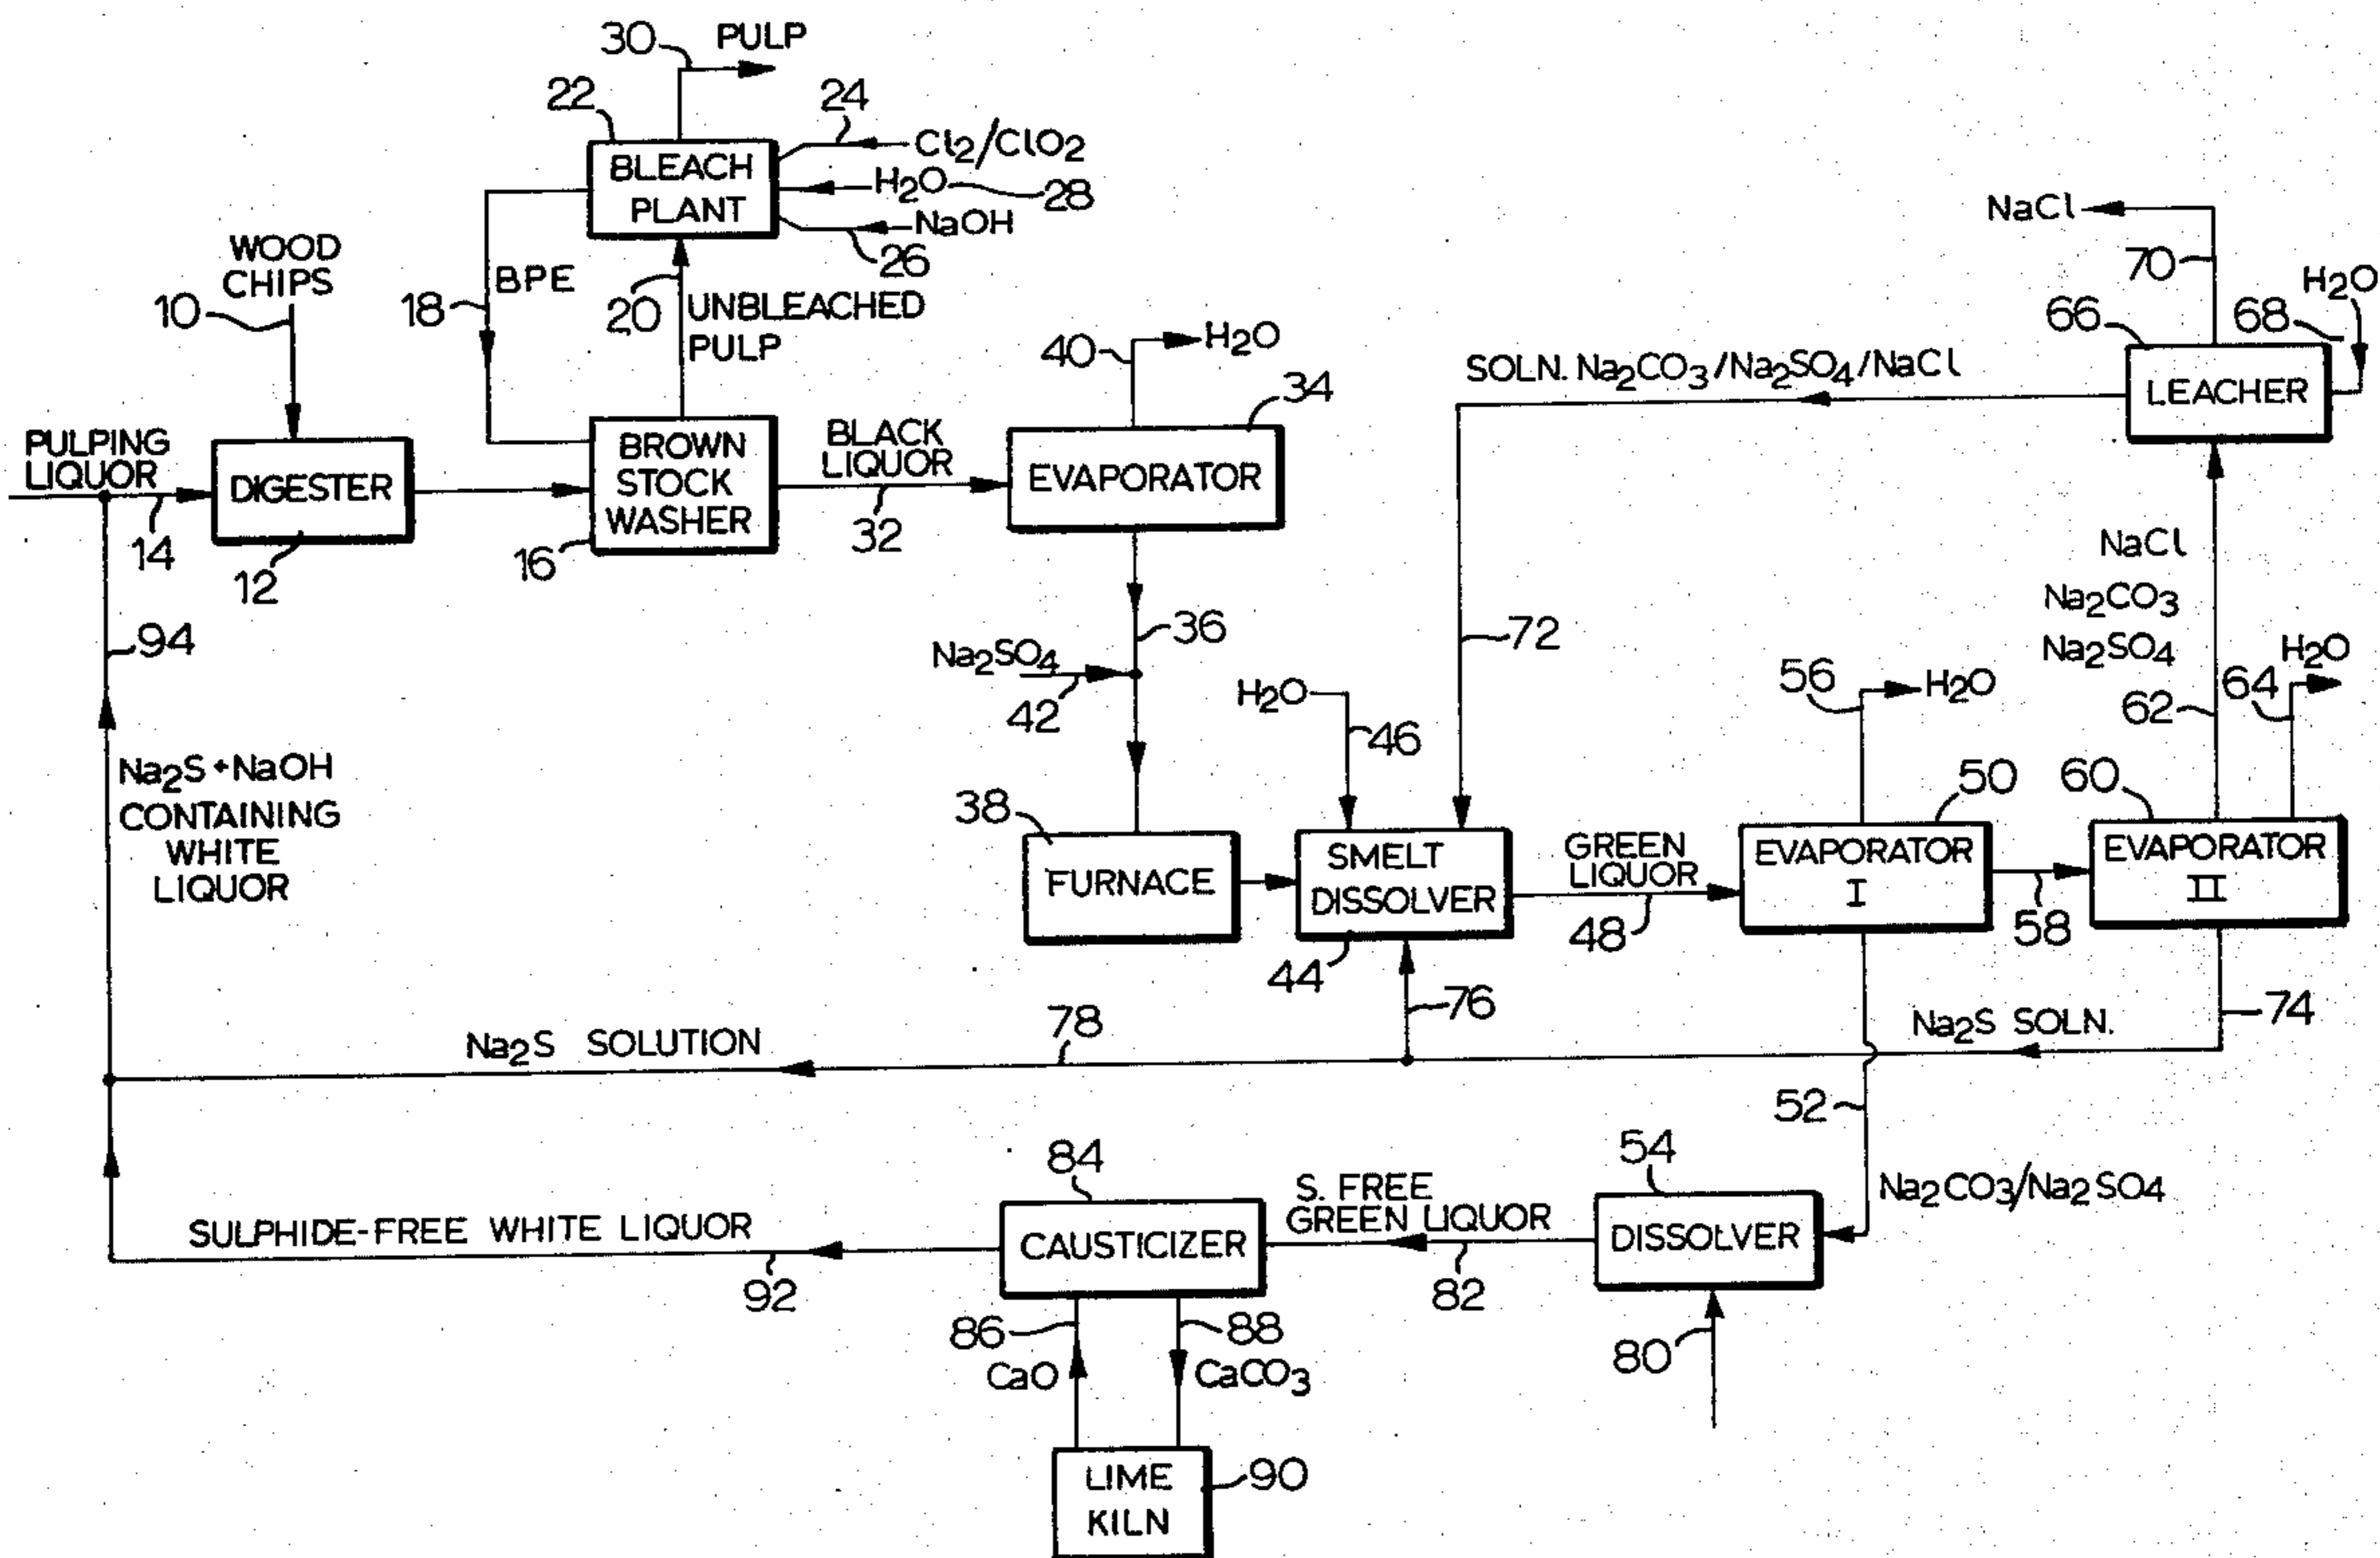 30
PULP
22
24
BLEACH
PLANT
Cl2/ClO2
H2O
28
NaOH
26
WOOD
CHIPS
10
18
BPE
20
UNBLEACHED
PULP
PULPING
LIQUOR
14
DIGESTER
12
BROWN
STOCK
WASHER
16
BLACK
LIQUOR
32
40
H2O
34
EVAPORATOR
36
Na2SO4
42
38
FURNACE
H2O
46
SMELT
DISSOLVER
44
72
SOLN. Na2CO3/Na2SO4/NaCl
NaCl
70
H2O
68
66
LEACHER
NaCl
Na2CO3
Na2SO4
62
H2O
64
56
H2O
50
60
GREEN
LIQUOR
48
EVAPORATOR
I
58
EVAPORATOR
II
94
Na2S+NaOH
CONTAINING
WHITE
LIQUOR
Na2S SOLUTION
78
76
Na2S SOLN.
74
52
Na2CO3/Na2SO4
54
DISSOLVER
80
S. FREE
GREEN LIQUOR
82
84
CAUSTICIZER
SULPHIDE-FREE WHITE LIQUOR
92
86
CaO
88
CaCO3
LIME
KILN
90